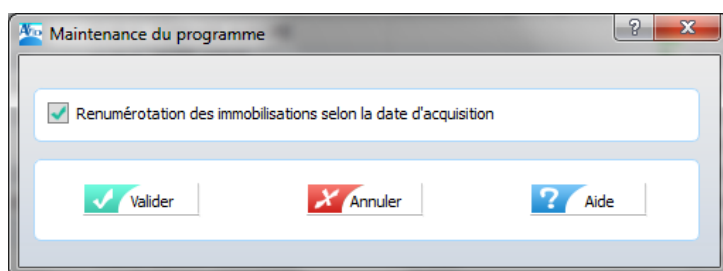 Maintenance du programme
Renumérotation des immobilisations selon la date d'acquisition
Valider
Annuler
? Aide